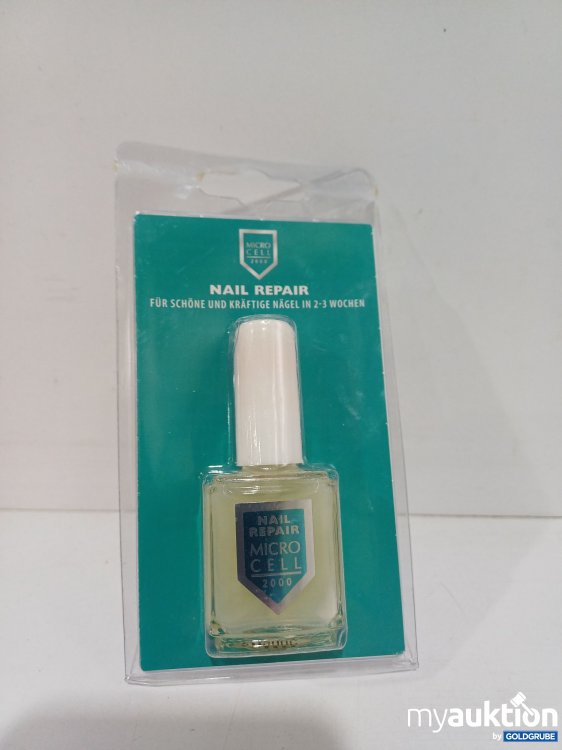 MICRO
CELL
2000
NAIL REPAIR
FÜR SCHÖNE UND KRÄFTIGE NÄGEL IN 2-3 WOCHEN
NAIL
REPAIR
MICRO
CELL
2000
myauktion
by GOLDGRUBE